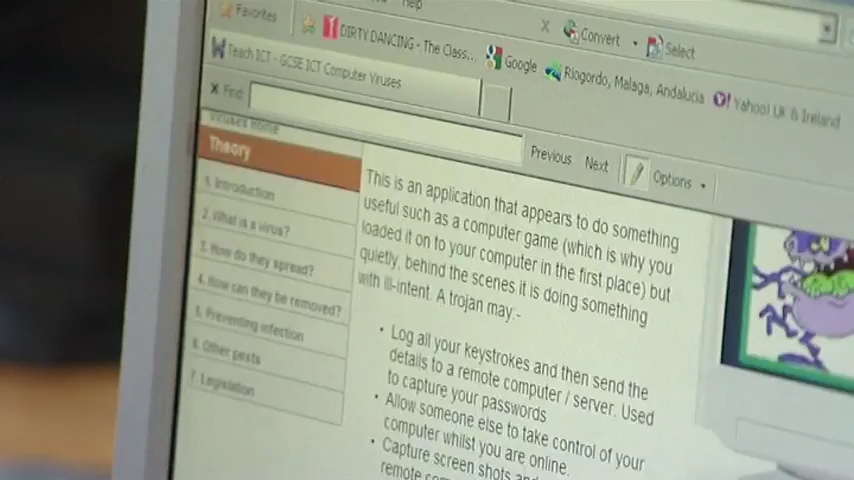 Help
Favorites
DIRTY DANCING - The Class...
Convert
Select
Google
Riogordo, Malaga, Andalucia
Yahoo! UK & Ireland
Teach ICT - GCSE ICT Computer Viruses
Find:
Previous Next Options
Viruses home
Theory
1. Introduction
2. What is a virus?
3. How do they spread?
4. How can they be removed?
5. Preventing infection
6. Other pests
7. Legislation
This is an application that appears to do something
useful such as a computer game (which is why you
loaded it on to your computer in the first place) but
quietly, behind the scenes it is doing something
with ill-intent. A trojan may:-
• Log all your keystrokes and then send the
details to a remote computer / server. Used
to capture your passwords
• Allow someone else to take control of your
computer whilst you are online.
• Capture screen shots and
remote